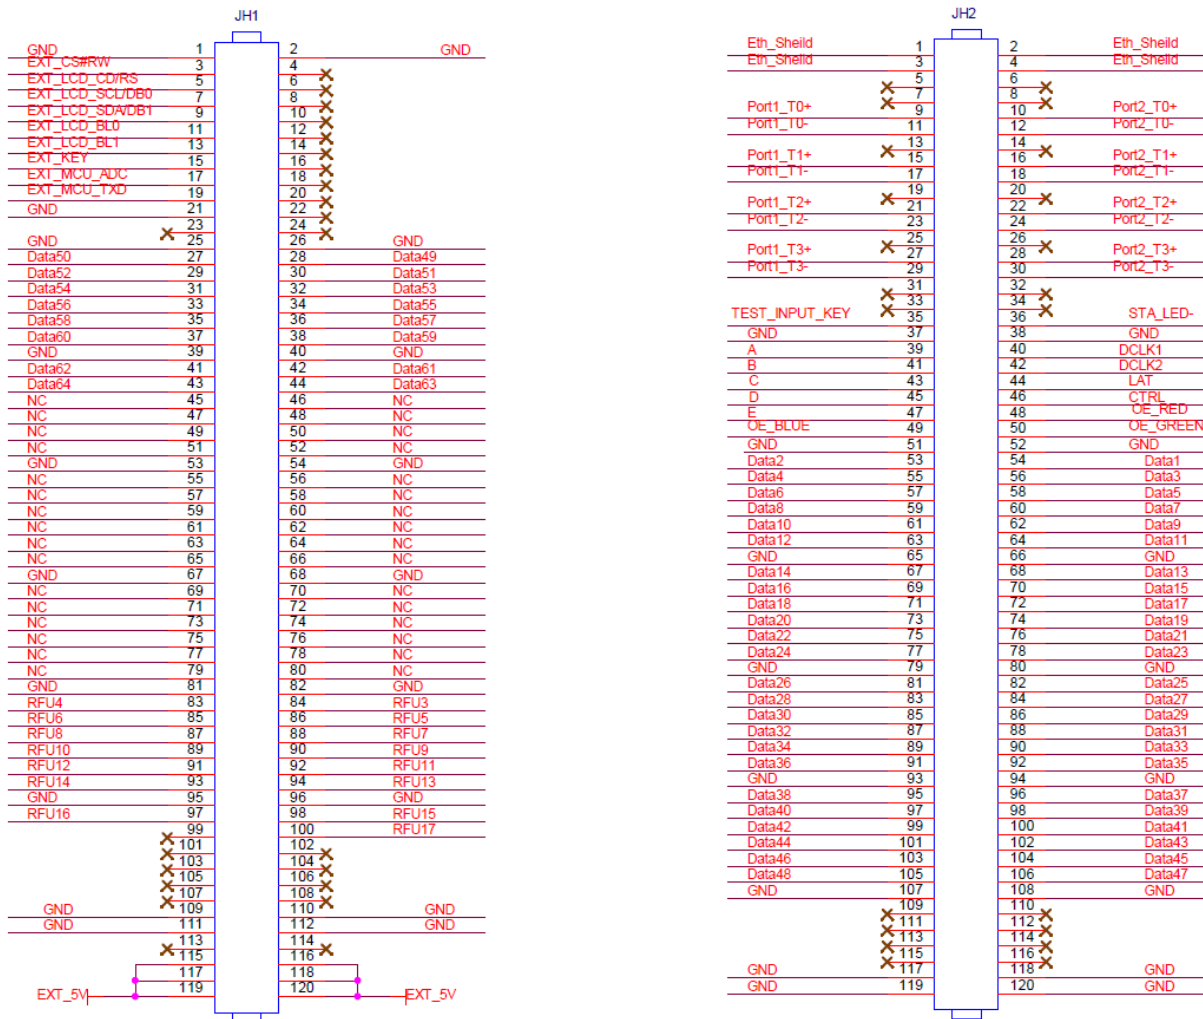 JH1
GND 1 2 GND
EXT_CS#RW 3 4
EXT_LCD_CD/RS 5 6
EXT_LCD_SCL/DB0 7 8
EXT_LCD_SDA/DB1 9 10
EXT_LCD_BL0 11 12
EXT_LCD_BL1 13 14
EXT_KEY 15 16
EXT_MCU_ADC 17 18
EXT_MCU_TXD 19 20
GND 21 22
23 24
GND 25 26 GND
Data50 27 28 Data49
Data52 29 30 Data51
Data54 31 32 Data53
Data56 33 34 Data55
Data58 35 36 Data57
Data60 37 38 Data59
GND 39 40 GND
Data62 41 42 Data61
Data64 43 44 Data63
NC 45 46 NC
NC 47 48 NC
NC 49 50 NC
NC 51 52 NC
GND 53 54 GND
NC 55 56 NC
NC 57 58 NC
NC 59 60 NC
NC 61 62 NC
NC 63 64 NC
NC 65 66 NC
GND 67 68 GND
NC 69 70 NC
NC 71 72 NC
NC 73 74 NC
NC 75 76 NC
NC 77 78 NC
NC 79 80 NC
GND 81 82 GND
RFU4 83 84 RFU3
RFU6 85 86 RFU5
RFU8 87 88 RFU7
RFU10 89 90 RFU9
RFU12 91 92 RFU11
RFU14 93 94 RFU13
GND 95 96 GND
RFU16 97 98 RFU15
99 100 RFU17
101 102
103 104
105 106
107 108
GND 109 110 GND
GND 111 112 GND
113 114
115 116
117 118
EXT_5V 119 120 EXT_5V
JH2
Eth_Sheild 1 2 Eth_Sheild
Eth_Sheild 3 4 Eth_Sheild
5 6
7 8
Port1_T0+ 9 10 Port2_T0+
Port1_T0- 11 12 Port2_T0-
13 14
Port1_T1+ 15 16 Port2_T1+
Port1_T1- 17 18 Port2_T1-
19 20
Port1_T2+ 21 22 Port2_T2+
Port1_T2- 23 24 Port2_T2-
25 26
Port1_T3+ 27 28 Port2_T3+
Port1_T3- 29 30 Port2_T3-
31 32
33 34
TEST_INPUT_KEY 35 36 STA_LED-
GND 37 38 GND
A 39 40 DCLK1
B 41 42 DCLK2
C 43 44 LAT
D 45 46 CTRL
E 47 48 OE_RED
OE_BLUE 49 50 OE_GREEN
GND 51 52 GND
Data2 53 54 Data1
Data4 55 56 Data3
Data6 57 58 Data5
Data8 59 60 Data7
Data10 61 62 Data9
Data12 63 64 Data11
GND 65 66 GND
Data14 67 68 Data13
Data16 69 70 Data15
Data18 71 72 Data17
Data20 73 74 Data19
Data22 75 76 Data21
Data24 77 78 Data23
GND 79 80 GND
Data26 81 82 Data25
Data28 83 84 Data27
Data30 85 86 Data29
Data32 87 88 Data31
Data34 89 90 Data33
Data36 91 92 Data35
GND 93 94 GND
Data38 95 96 Data37
Data40 97 98 Data39
Data42 99 100 Data41
Data44 101 102 Data43
Data46 103 104 Data45
Data48 105 106 Data47
GND 107 108 GND
109 110
111 112
113 114
115 116
GND 117 118 GND
GND 119 120 GND